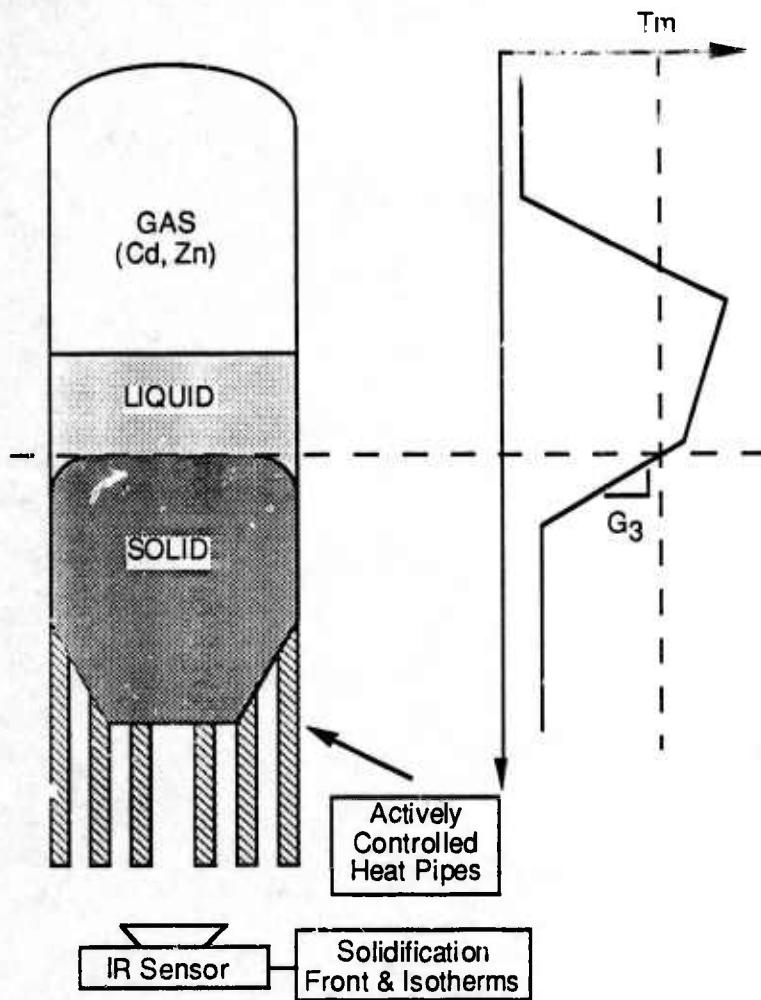 Tm
GAS
(Cd, Zn)
LIQUID
G3
SOLID
Actively
Controlled
Heat Pipes
IR Sensor
Solidification
Front & Isotherms